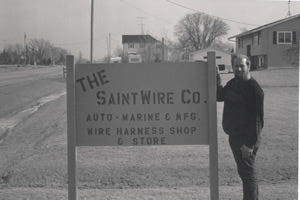 THE
SAINTWIRE CO.
AUTO - MARINE & MFG.
WIRE HARNESS SHOP
& STORE